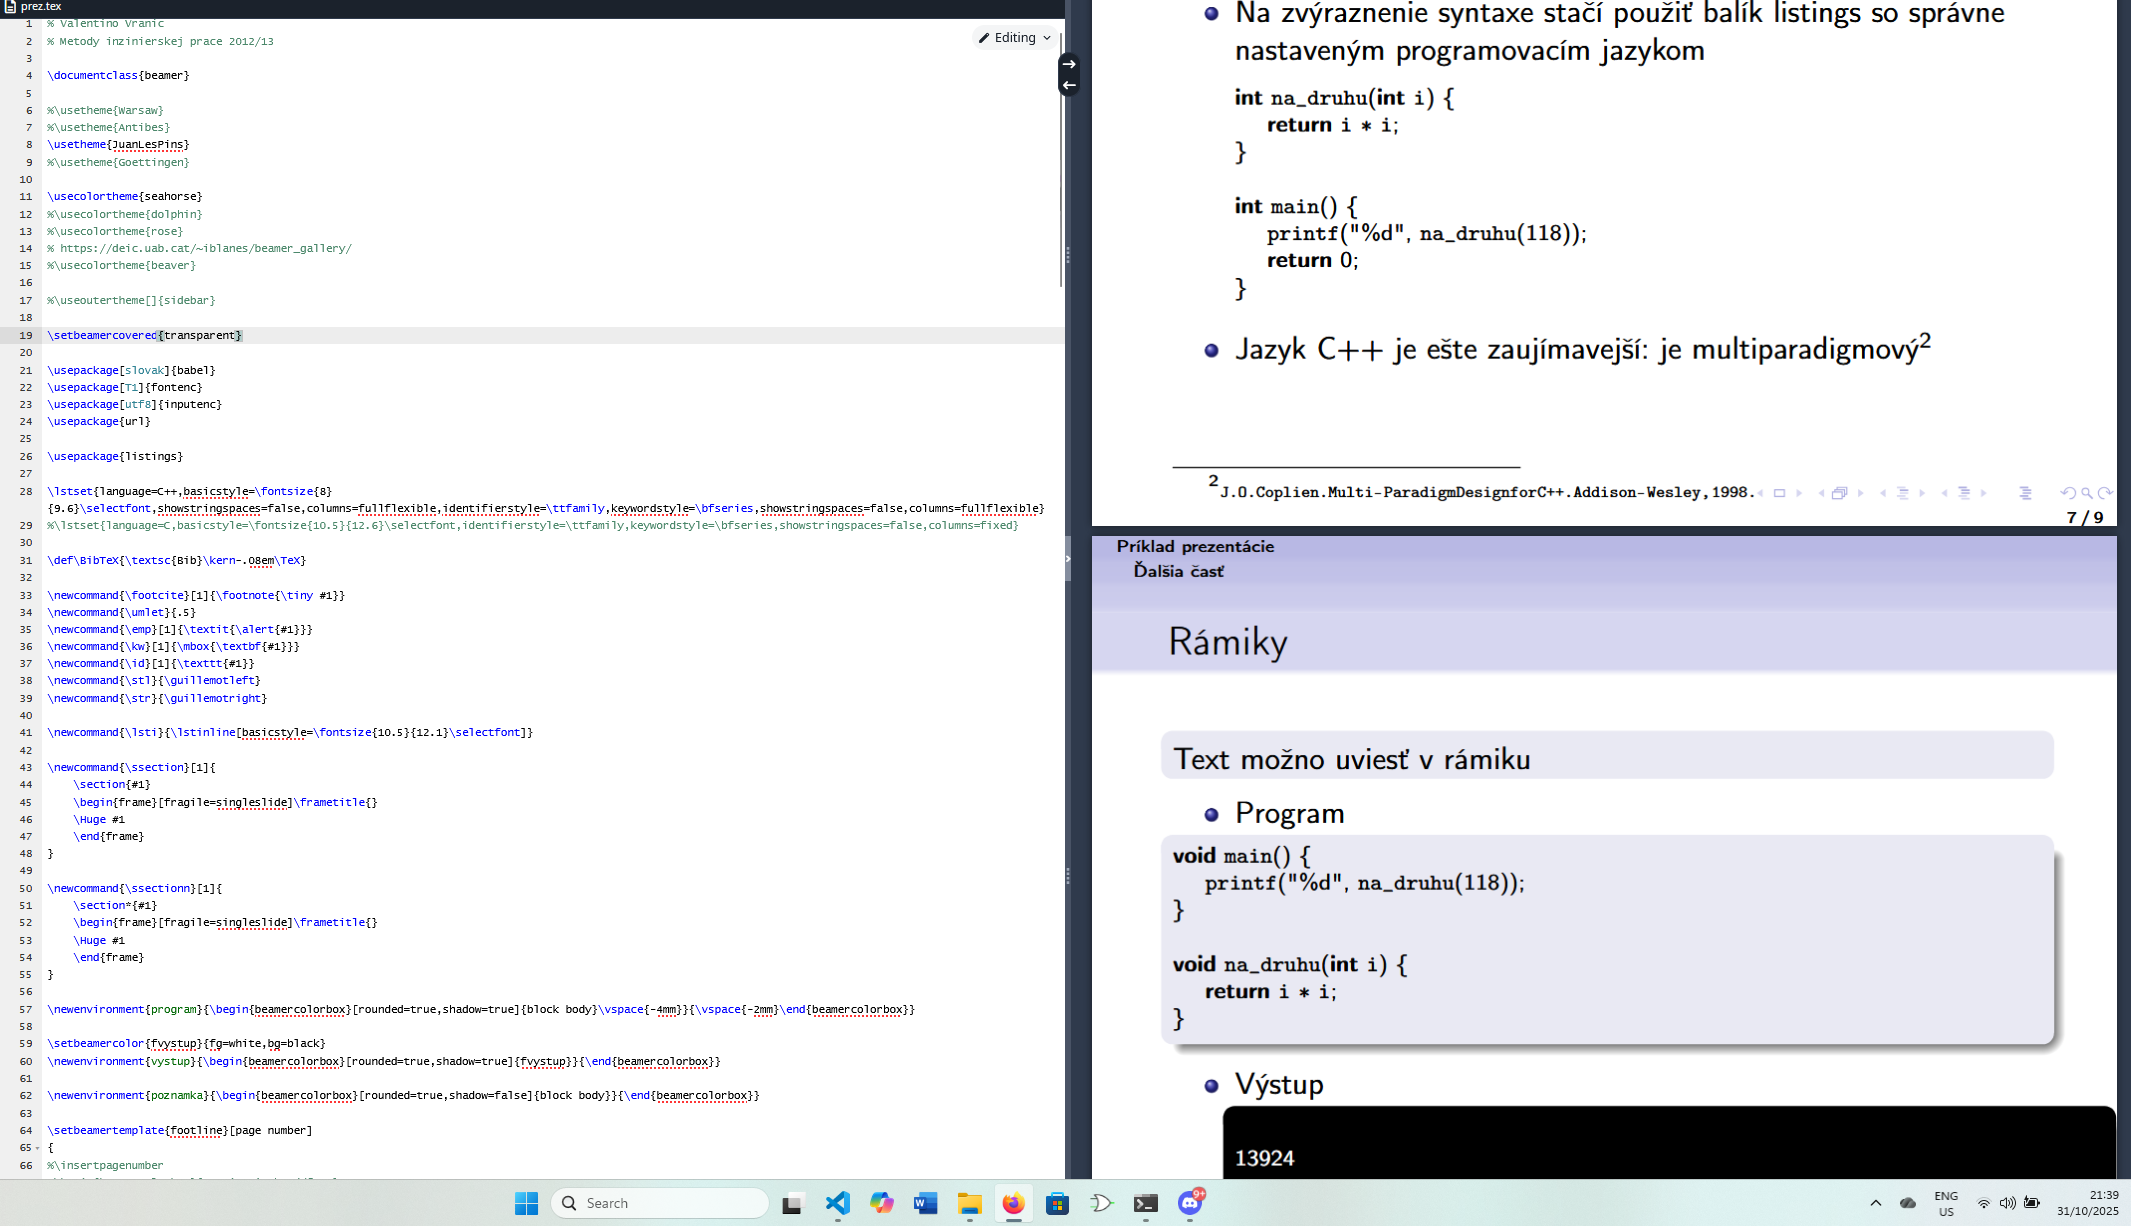 prez.tex
1 % Valentino Vranic
2 % Metody inzinierskej prace 2012/13
3
4 \documentclass{beamer}
5
6 %\usetheme{Warsaw}
7 %\usetheme{Antibes}
8 \usetheme{JuanLesPins}
9 %\usetheme{Goettingen}
10
11 \usecolortheme{seahorse}
12 %\usecolortheme{dolphin}
13 %\usecolortheme{rose}
14 % https://deic.uab.cat/~iblanes/beamer_gallery/
15 %\usecolortheme{beaver}
16
17 %\useoutertheme[]{sidebar}
18
19 \setbeamercovered{transparent}
20
21 \usepackage[slovak]{babel}
22 \usepackage[T1]{fontenc}
23 \usepackage[utf8]{inputenc}
24 \usepackage{url}
25
26 \usepackage{listings}
27
28 \lstset{language=C++,basicstyle=\fontsize{8}
{9.6}\selectfont,showstringspaces=false,columns=fullflexible,identifierstyle=\ttfamily,keywordstyle=\bfseries,showstringspaces=false,columns=fullflexible}
29 %\lstset{language=C,basicstyle=\fontsize{10.5}{12.6}\selectfont,identifierstyle=\ttfamily,keywordstyle=\bfseries,showstringspaces=false,columns=fixed}
30
31 \def\BibTeX{\textsc{Bib}\kern-.08em\TeX}
32
33 \newcommand{\footcite}[1]{\footnote{\tiny #1}}
34 \newcommand{\umlet}{.5}
35 \newcommand{\emp}[1]{\textit{\alert{#1}}}
36 \newcommand{\kw}[1]{\mbox{\textbf{#1}}}
37 \newcommand{\id}[1]{\texttt{#1}}
38 \newcommand{\stl}{\guillemotleft}
39 \newcommand{\str}{\guillemotright}
40
41 \newcommand{\lsti}{\lstinline[basicstyle=\fontsize{10.5}{12.1}\selectfont]}
42
43 \newcommand{\ssection}[1]{
44 \section{#1}
45 \begin{frame}[fragile=singleslide]\frametitle{}
46 \Huge #1
47 \end{frame}
48 }
49
50 \newcommand{\ssectionn}[1]{
51 \section*{#1}
52 \begin{frame}[fragile=singleslide]\frametitle{}
53 \Huge #1
54 \end{frame}
55 }
56
57 \newenvironment{program}{\begin{beamercolorbox}[rounded=true,shadow=true]{block body}\vspace{-4mm}}{\vspace{-2mm}\end{beamercolorbox}}
58
59 \setbeamercolor{fvystup}{fg=white,bg=black}
60 \newenvironment{vystup}{\begin{beamercolorbox}[rounded=true,shadow=true]{fvystup}}{\end{beamercolorbox}}
61
62 \newenvironment{poznamka}{\begin{beamercolorbox}[rounded=true,shadow=false]{block body}}{\end{beamercolorbox}}
63
64 \setbeamertemplate{footline}[page number]
65 {
66 %\insertpagenumber
Editing
Na zvýraznenie syntaxe stačí použiť balík listings so správne
nastaveným programovacím jazykom
int na_druhu(int i) {
return i * i;
}
int main() {
printf("%d", na_druhu(118));
return 0;
}
Jazyk C++ je ešte zaujímavejší: je multiparadigmový2
2J.O.Coplien.Multi-ParadigmDesignforC++.Addison-Wesley,1998.
7 / 9
Príklad prezentácie
Ďalšia časť
Rámiky
Text možno uviesť v rámiku
Program
void main() {
printf("%d", na_druhu(118));
}
void na_druhu(int i) {
return i * i;
}
Výstup
13924
Search
9+
ENG
US
21:39
31/10/2025